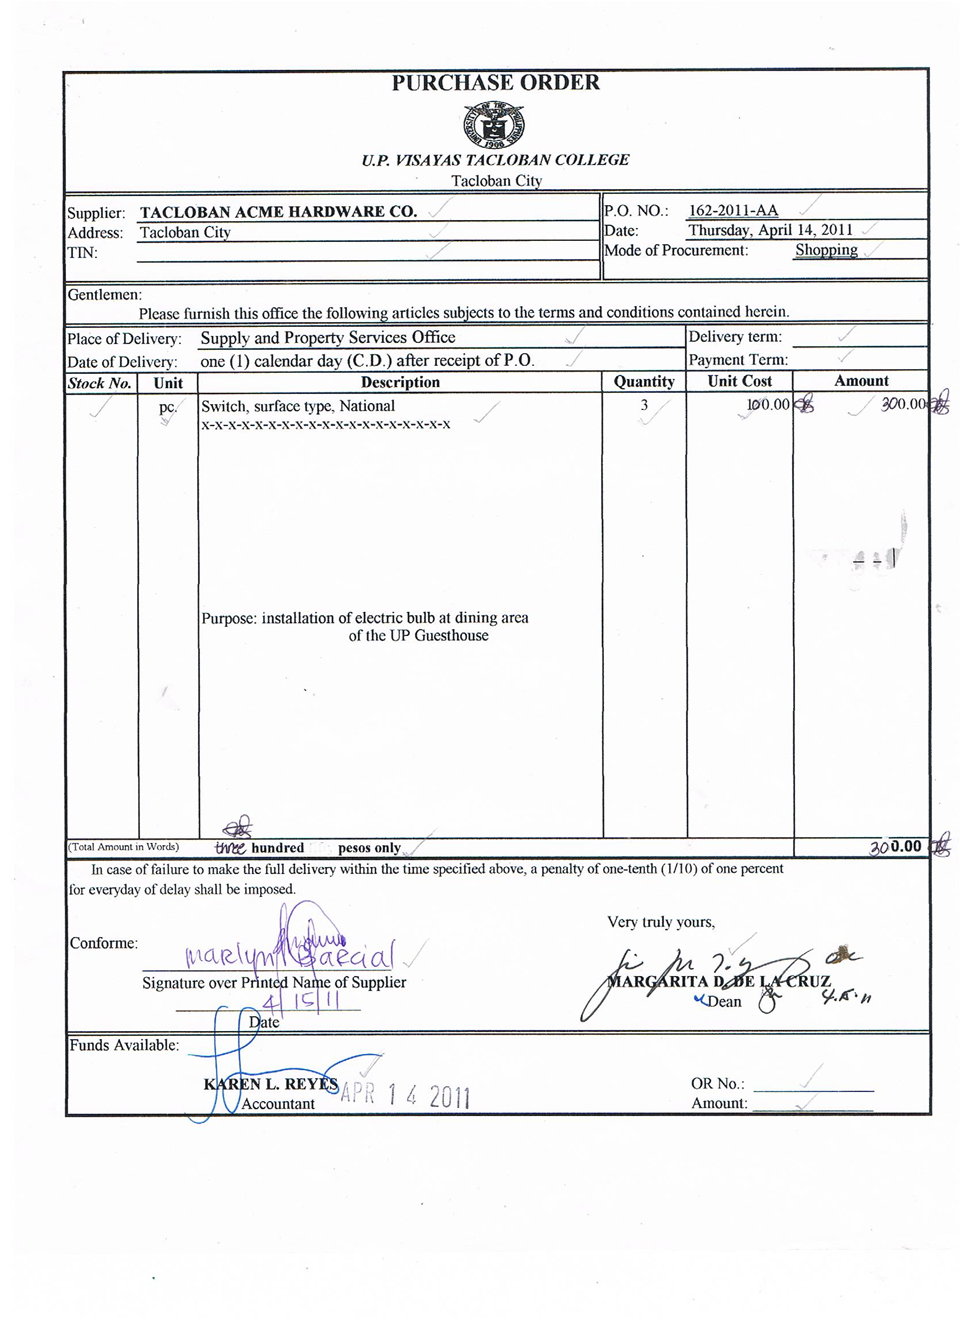 PURCHASE ORDER
UNIVERSITY OF THE PHILIPPINES
1908
U.P. VISAYAS TACLOBAN COLLEGE
Tacloban City
Supplier: TACLOBAN ACME HARDWARE CO.
P.O. NO.: 162-2011-AA
Address: Tacloban City
Date: Thursday, April 14, 2011
TIN:
Mode of Procurement: Shopping
Gentlemen:
Please furnish this office the following articles subjects to the terms and conditions contained herein.
Place of Delivery: Supply and Property Services Office
Delivery term:
Date of Delivery: one (1) calendar day (C.D.) after receipt of P.O.
Payment Term:
Stock No. Unit Description Quantity Unit Cost Amount
pc. Switch, surface type, National 3 100.00 300.00
x-x-x-x-x-x-x-x-x-x-x-x-x-x-x-x-x-x-x
Purpose: installation of electric bulb at dining area
of the UP Guesthouse
(Total Amount in Words) three hundred pesos only 300.00
In case of failure to make the full delivery within the time specified above, a penalty of one-tenth (1/10) of one percent
for everyday of delay shall be imposed.
Very truly yours,
Conforme: Marlyn Garcial
Signature over Printed Name of Supplier
MARGARITA D. DE LA CRUZ
Dean
4/15/11
Date
Funds Available:
KAREN L. REYES
APR 14 2011
Accountant
OR No.:
Amount: